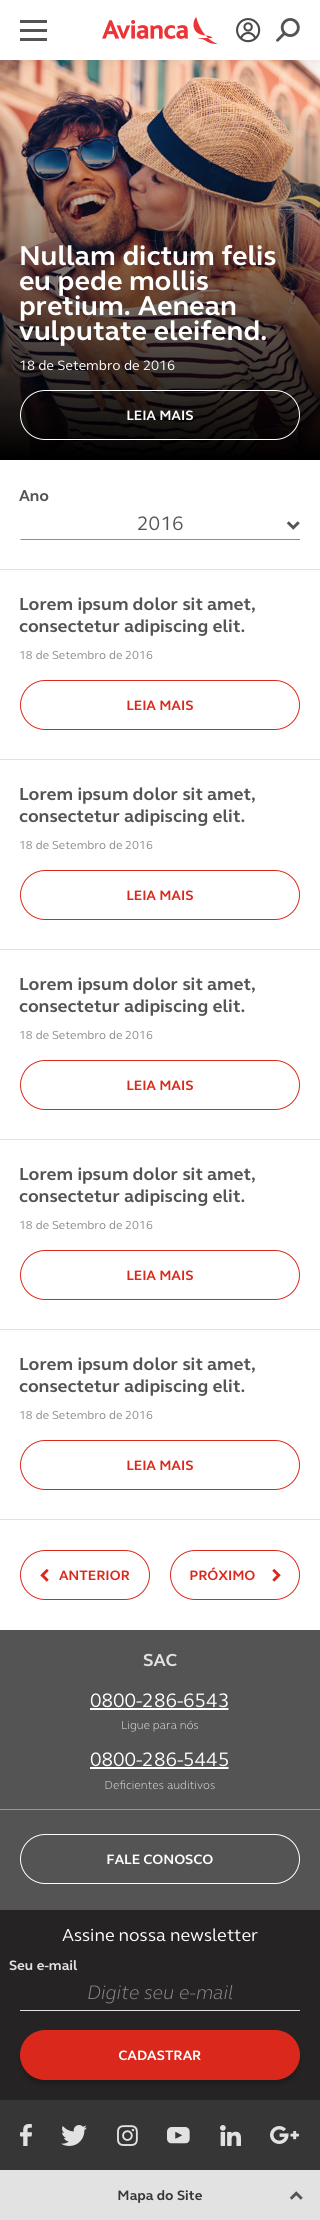 Avianca
Nullam dictum felis
eu pede mollis
pretium. Aenean
vulputate eleifend.
18 de Setembro de 2016
LEIA MAIS
Ano
2016
Lorem ipsum dolor sit amet,
consectetur adipiscing elit.
18 de Setembro de 2016
LEIA MAIS
Lorem ipsum dolor sit amet,
consectetur adipiscing elit.
18 de Setembro de 2016
LEIA MAIS
Lorem ipsum dolor sit amet,
consectetur adipiscing elit.
18 de Setembro de 2016
LEIA MAIS
Lorem ipsum dolor sit amet,
consectetur adipiscing elit.
18 de Setembro de 2016
LEIA MAIS
Lorem ipsum dolor sit amet,
consectetur adipiscing elit.
18 de Setembro de 2016
LEIA MAIS
ANTERIOR PRÓXIMO
SAC
0800-286-6543
Ligue para nós
0800-286-5445
Deficientes auditivos
FALE CONOSCO
Assine nossa newsletter
Seu e-mail
Digite seu e-mail
CADASTRAR
Mapa do Site